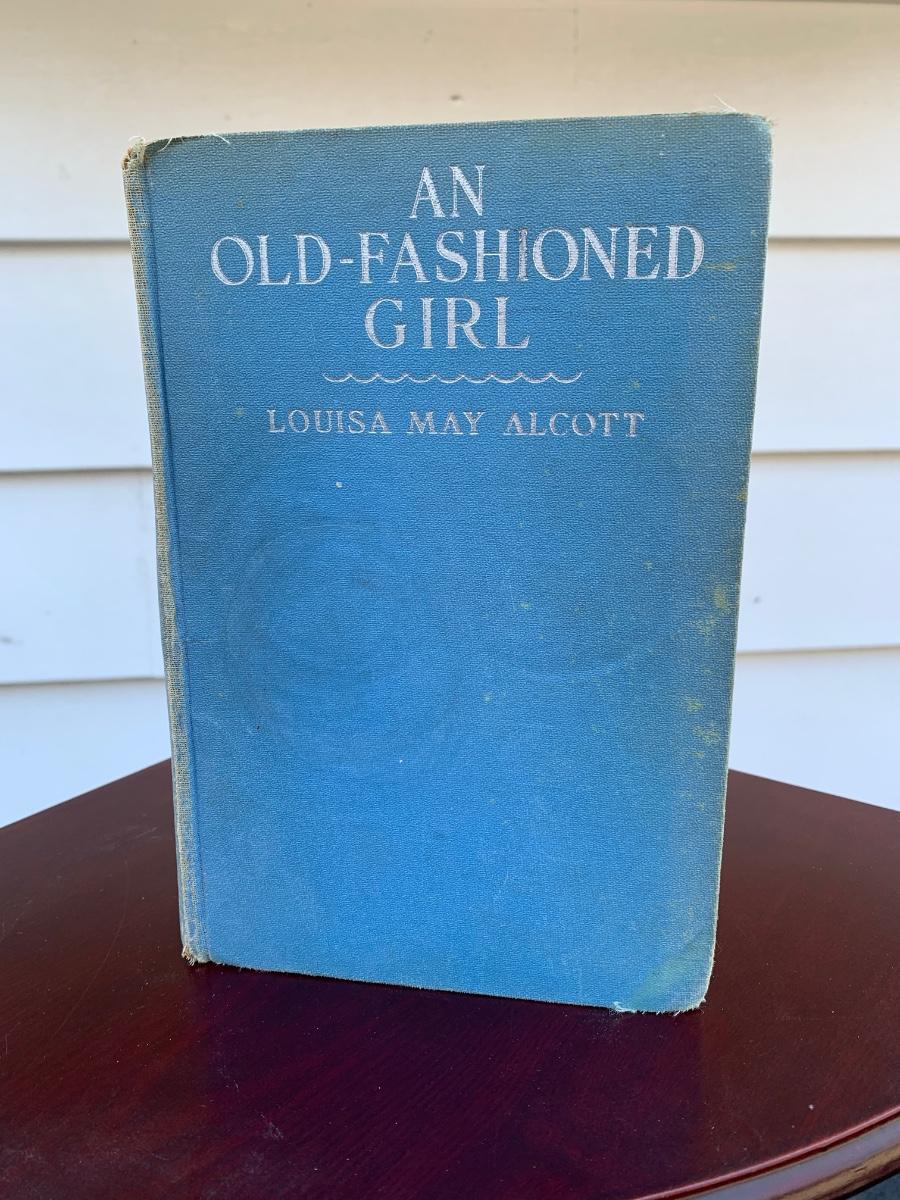 AN
OLD-FASHIONED
GIRL
LOUISA MAY ALCOTT